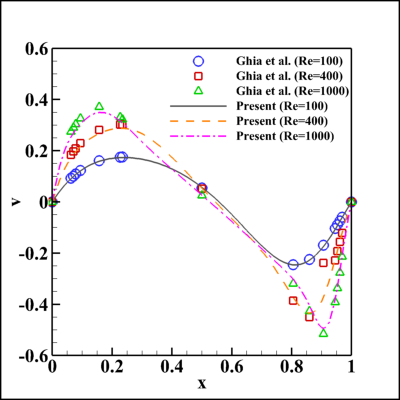 0.6
Ghia et al. (Re=100)
Ghia et al. (Re=400)
Ghia et al. (Re=1000)
Present (Re=100)
Present (Re=400)
Present (Re=1000)
0.4
0.2
0
-0.2
-0.4
-0.6
v
0 0.2 0.4 0.6 0.8 1
x